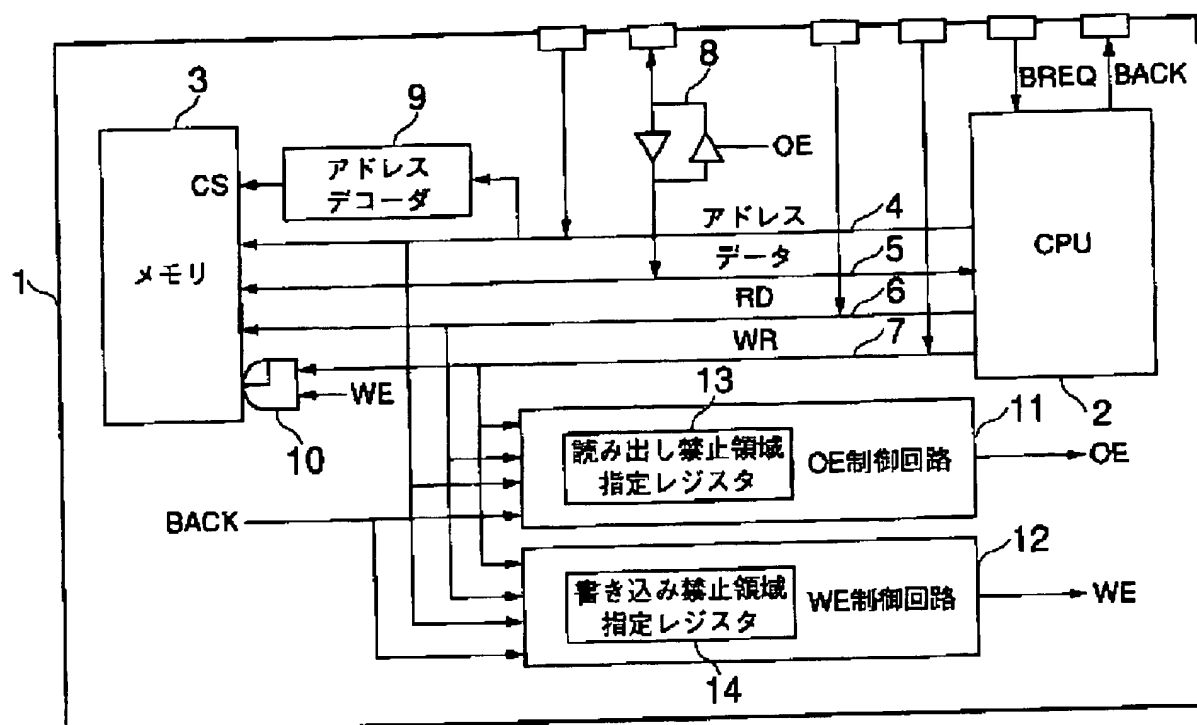 8
BREQ
BACK
3
9
アドレス
デコーダ
CS
OE
アドレス
4
CPU
メモリ
データ
5
1
RD
6
WR
7
WE
10
2
13
11
読み出し禁止領域
指定レジスタ
OE制御回路
OE
BACK
12
書き込み禁止領域
指定レジスタ
WE制御回路
WE
14